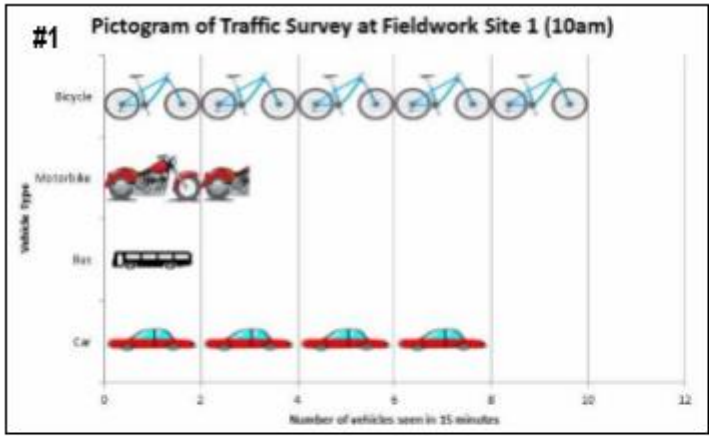 #1
Pictogram of Traffic Survey at Fieldwork Site 1 (10am)
Bicycle
Motorbike
Bus
Car
Vehicle Type
0 2 4 6 8 10 12
Number of vehicles seen in 15 minutes